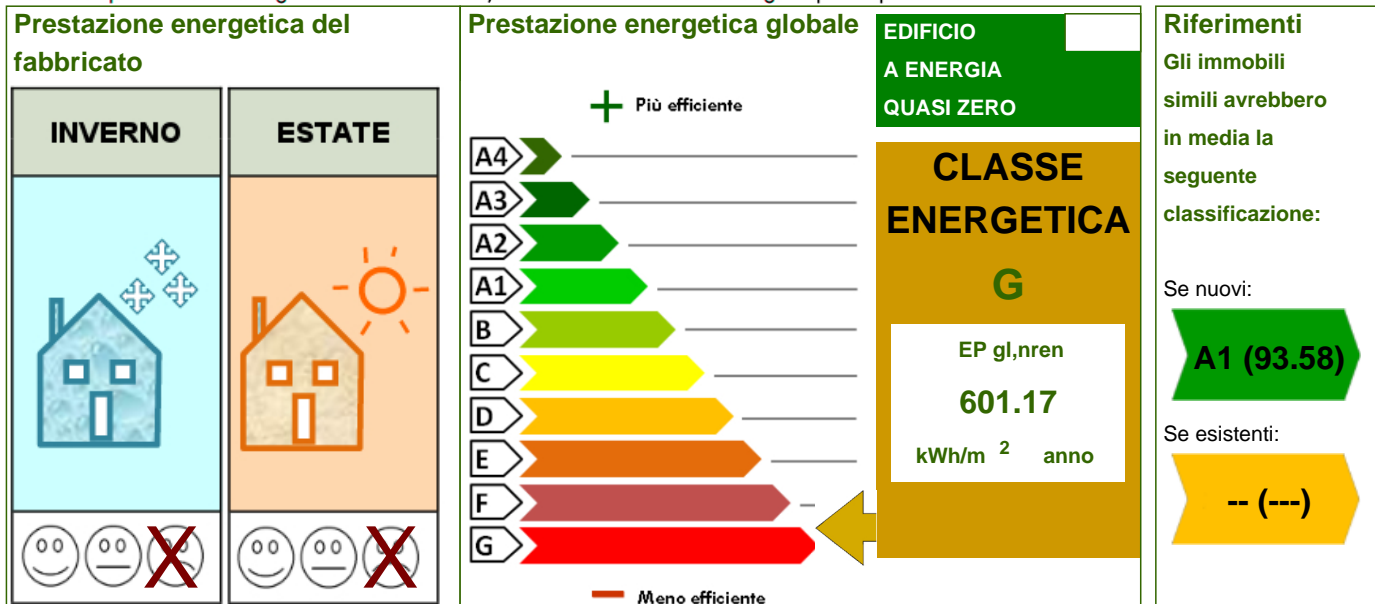 Prestazione energetica del
fabbricato
INVERNO
ESTATE
X
X
Prestazione energetica globale
Più efficiente
A4
A3
A2
A1
B
C
D
E
F
G
Meno efficiente
EDIFICIO
A ENERGIA
QUASI ZERO
CLASSE
ENERGETICA
G
EP gl,nren
601.17
kWh/m 2 anno
Riferimenti
Gli immobili
simili avrebbero
in media la
seguente
classificazione:
Se nuovi:
A1 (93.58)
Se esistenti:
-- (---)